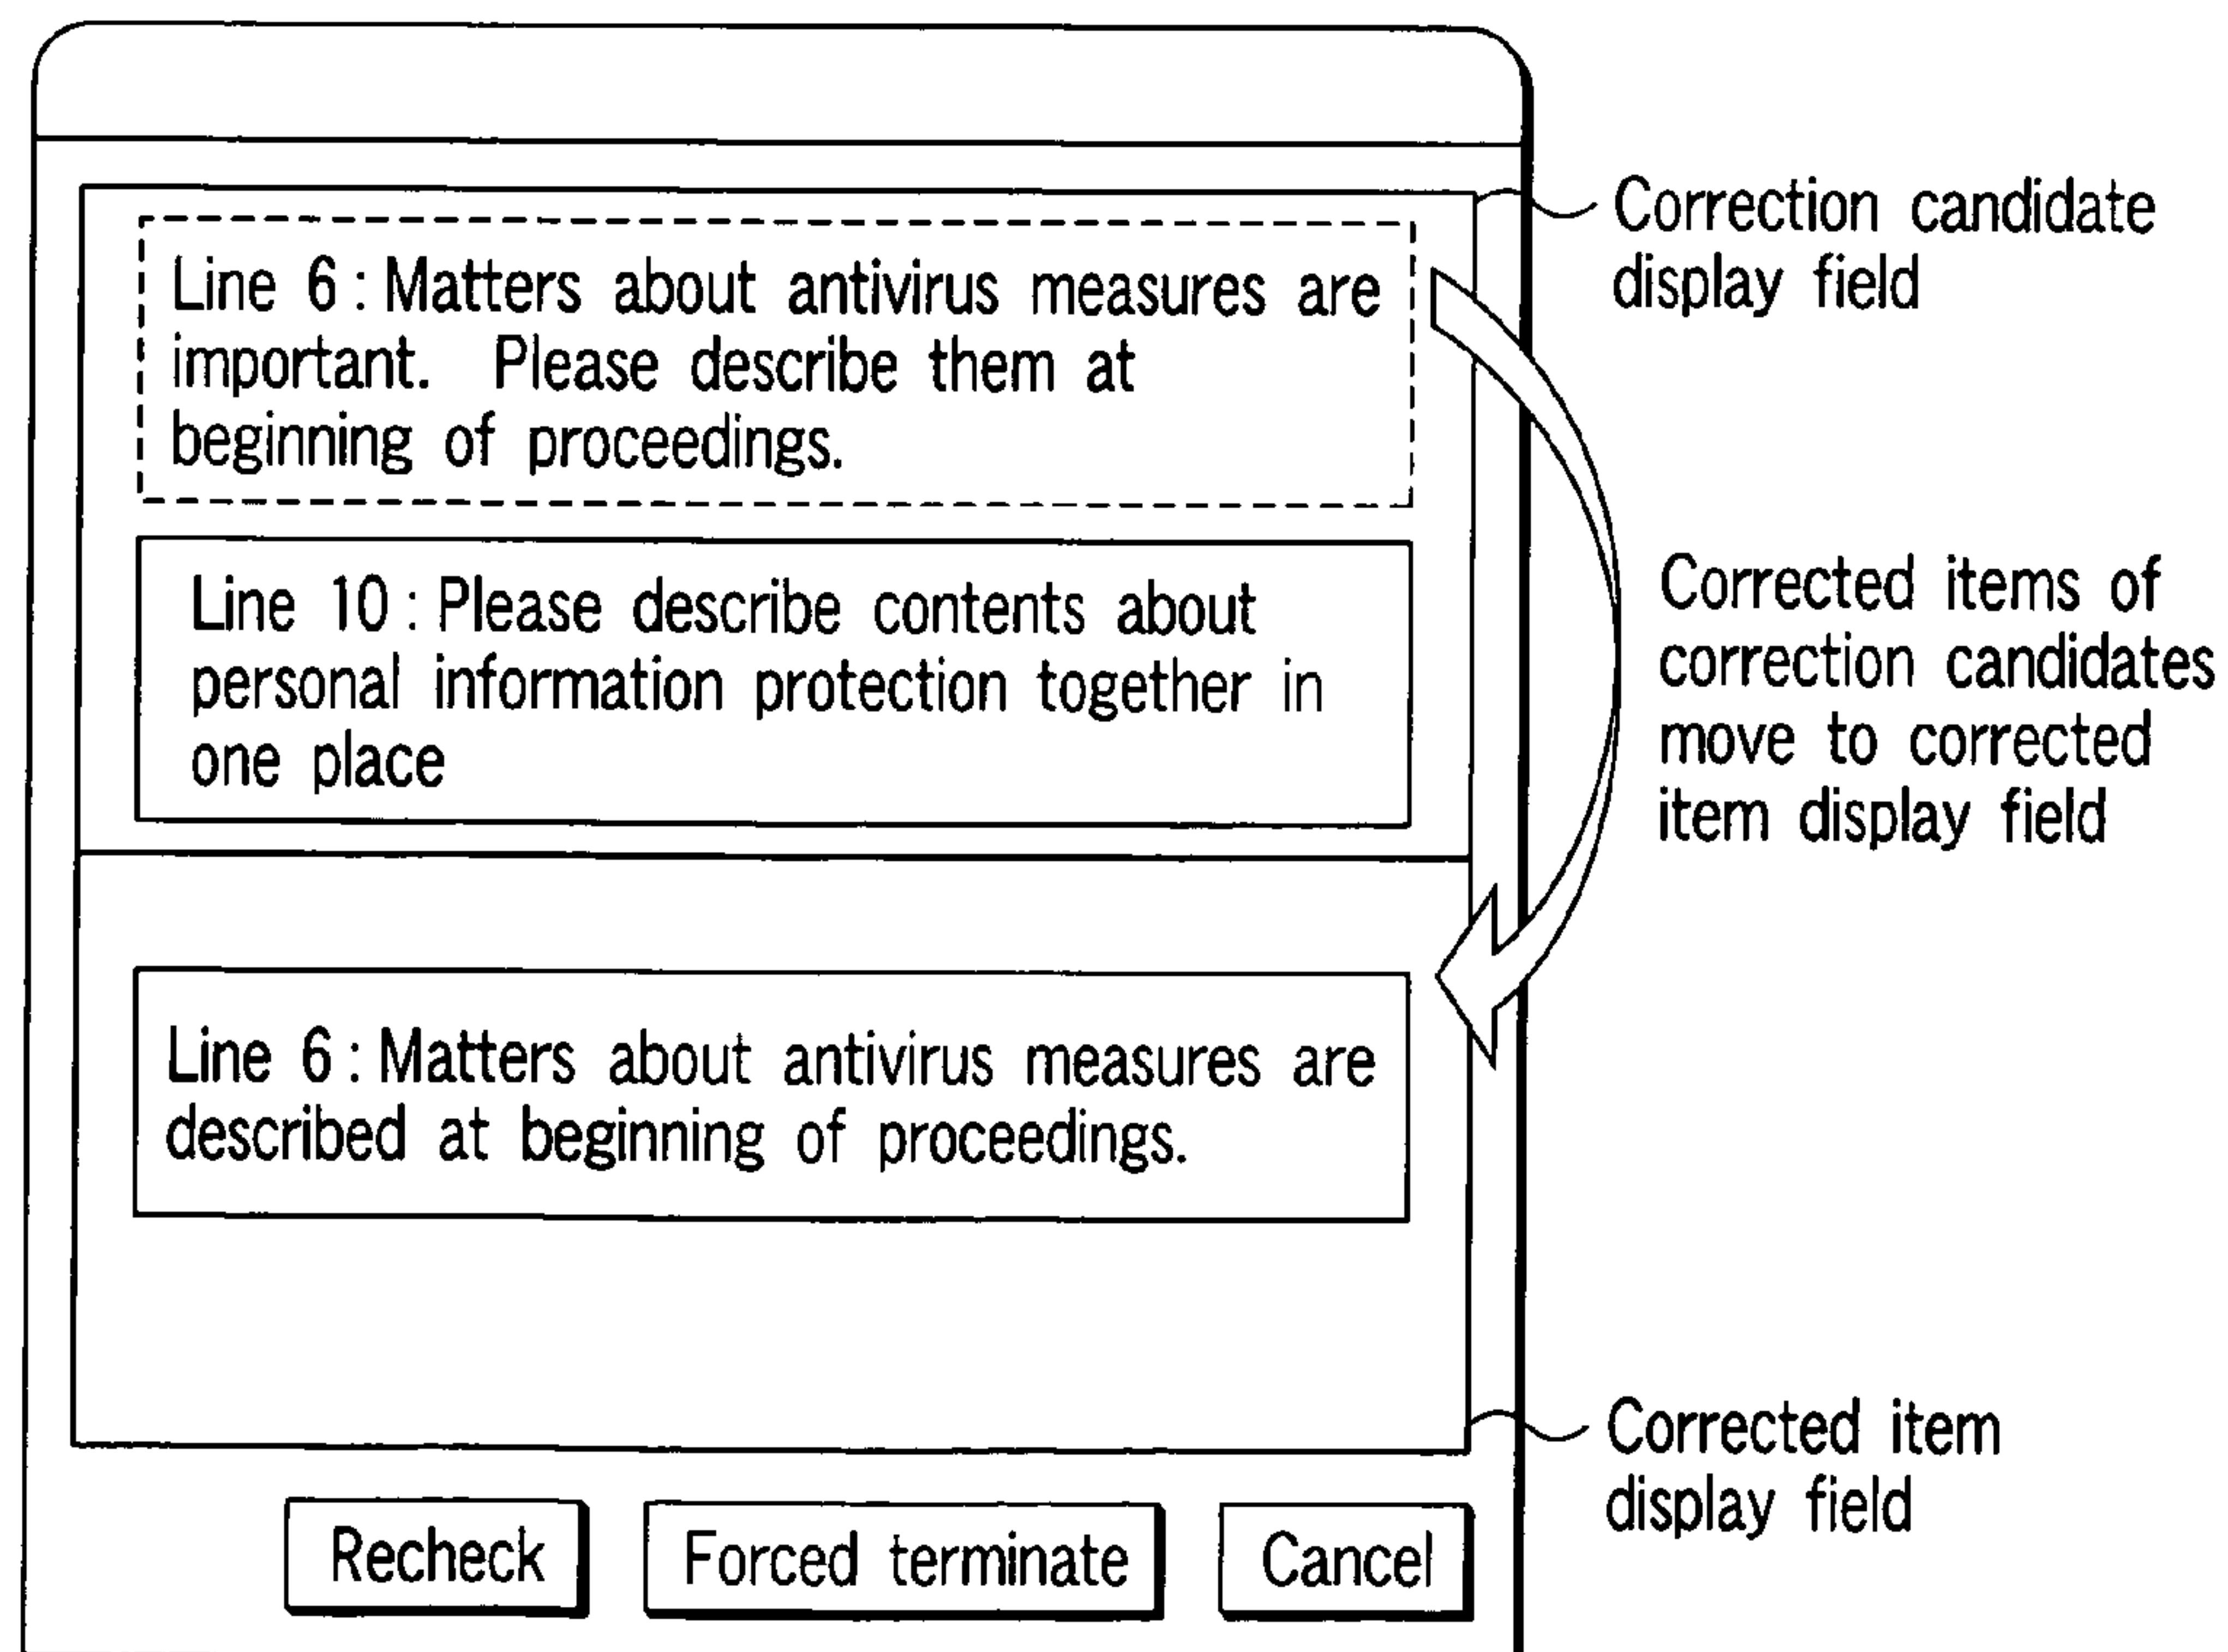 Correction candidate
display field
Line 6 : Matters about antivirus measures are
important. Please describe them at
beginning of proceedings.
Line 10 : Please describe contents about
personal information protection together in
one place
Corrected items of
correction candidates
move to corrected
item display field
Line 6 : Matters about antivirus measures are
described at beginning of proceedings.
Corrected item
display field
Recheck
Forced terminate
Cancel